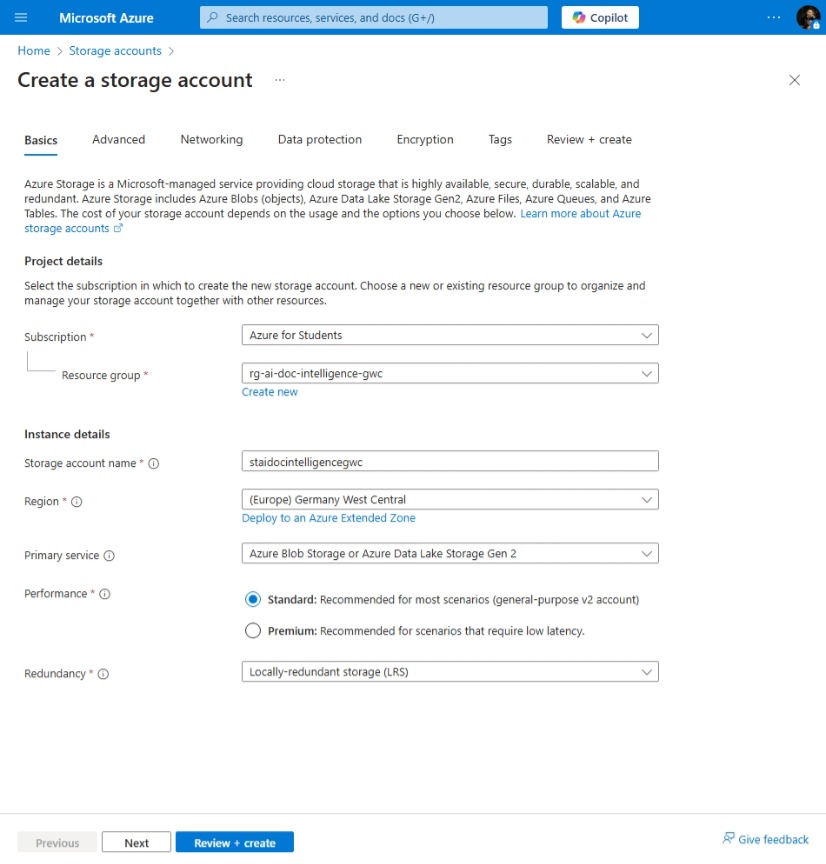 Microsoft Azure
Search resources, services, and docs (G+/)
Copilot
Home > Storage accounts >
Create a storage account
Basics
Advanced
Networking
Data protection
Encryption
Tags
Review + create
Azure Storage is a Microsoft-managed service providing cloud storage that is highly available, secure, durable, scalable, and
redundant. Azure Storage includes Azure Blobs (objects), Azure Data Lake Storage Gen2, Azure Files, Azure Queues, and Azure
Tables. The cost of your storage account depends on the usage and the options you choose below. Learn more about Azure
storage accounts
Project details
Select the subscription in which to create the new storage account. Choose a new or existing resource group to organize and
manage your storage account together with other resources.
Subscription *
Azure for Students
Resource group *
rg-ai-doc-intelligence-gwc
Create new
Instance details
Storage account name *
staidocintelligencegwc
Region *
(Europe) Germany West Central
Deploy to an Azure Extended Zone
Primary service
Azure Blob Storage or Azure Data Lake Storage Gen 2
Performance *
Standard: Recommended for most scenarios (general-purpose v2 account)
Premium: Recommended for scenarios that require low latency.
Redundancy *
Locally-redundant storage (LRS)
Previous
Next
Review + create
Give feedback